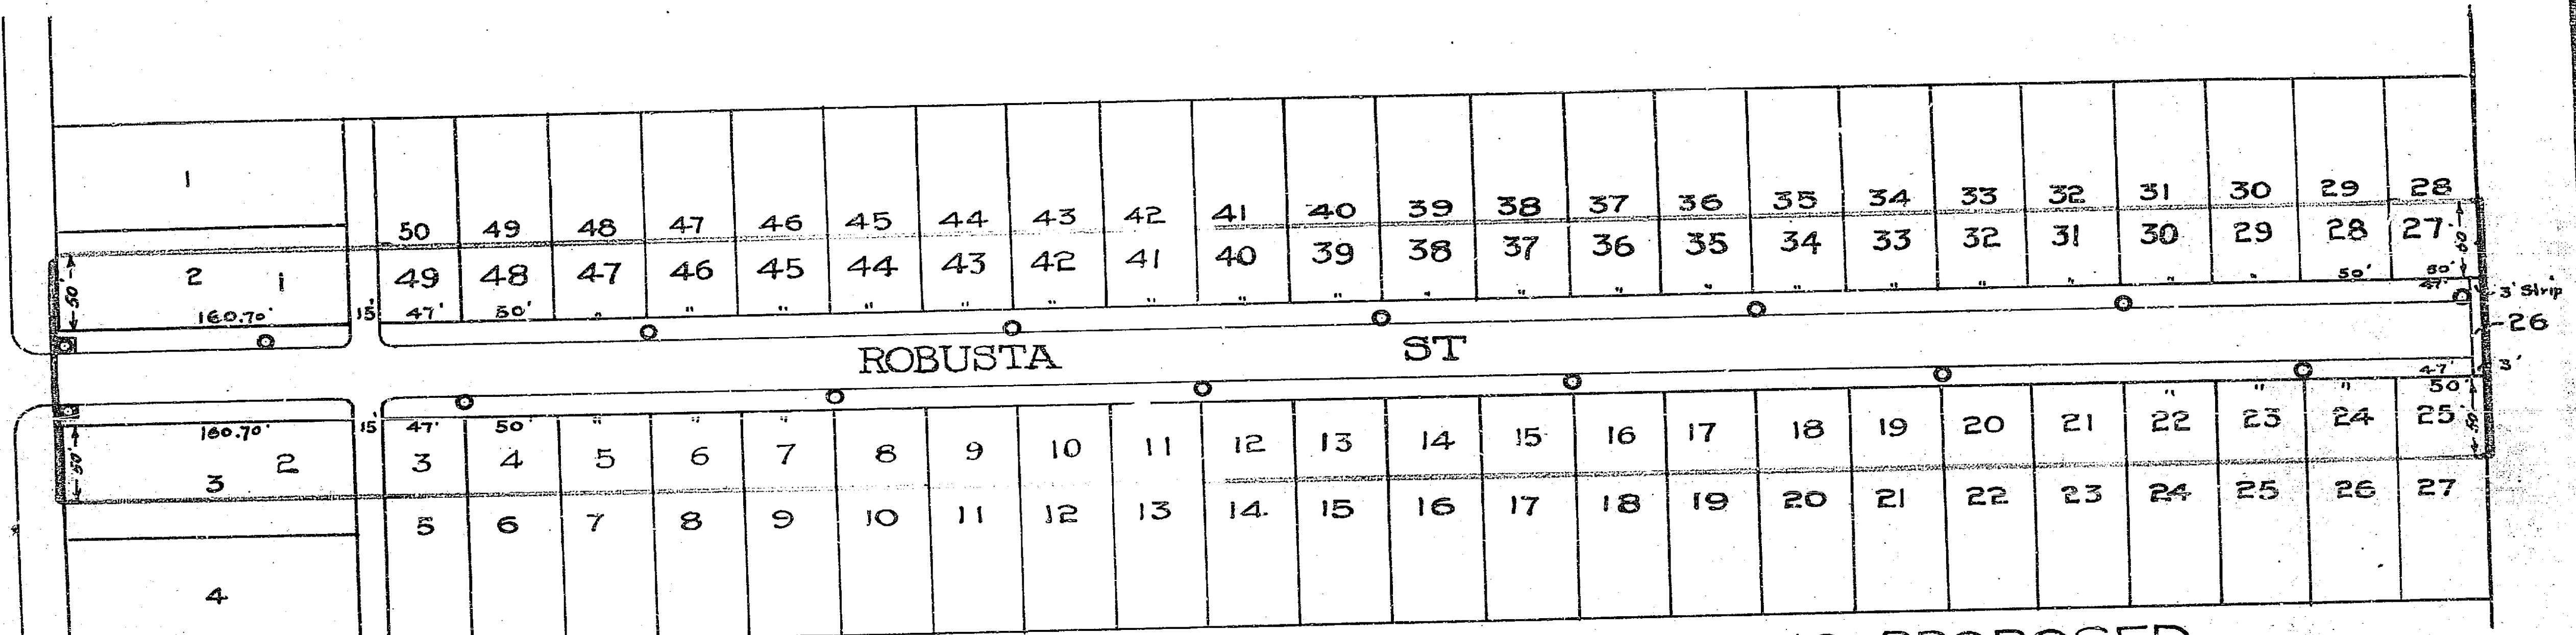 1
50 49 48 47 46 45 44 43 42 41 40 39 38 37 36 35 34 33 32 31 30 29 28
2 1 49 48 47 46 45 44 43 42 41 40 39 38 37 36 35 34 33 32 31 30 29 28 27
50' 160.70' 15' 47' 50' " " " " " " " " " " " " " " " " " " 50' 50' 50'
47' 3' Strip
26
ROBUSTA ST
47' 3'
50' 160.70' 15' 47' 50' " " " " " " 50' 50'
3 2 3 4 5 6 7 8 9 10 11 12 13 14 15 16 17 18 19 20 21 22 23 24 25
5 6 7 8 9 10 11 12 13 14 15 16 17 18 19 20 21 22 23 24 25 26 27
4
PROPOSED